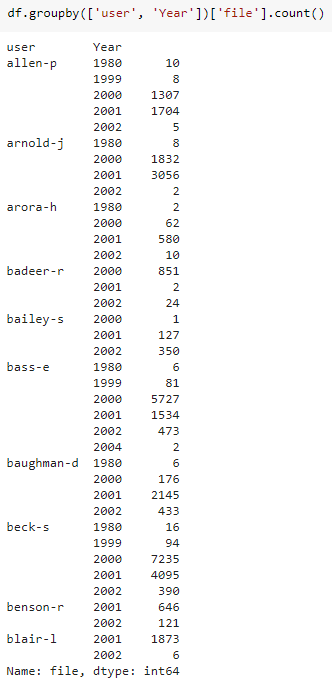 df.groupby(['user', 'Year'])['file'].count()
user Year
allen-p 1980 10
1999 8
2000 1307
2001 1704
2002 5
arnold-j 1980 8
2000 1832
2001 3056
2002 2
arora-h 1980 2
2000 62
2001 580
2002 10
badeer-r 2000 851
2001 2
2002 24
bailey-s 2000 1
2001 127
2002 350
bass-e 1980 6
1999 81
2000 5727
2001 1534
2002 473
2004 2
baughman-d 1980 6
2000 176
2001 2145
2002 433
beck-s 1980 16
1999 94
2000 7235
2001 4095
2002 390
benson-r 2001 646
2002 121
blair-l 2001 1873
2002 6
Name: file, dtype: int64